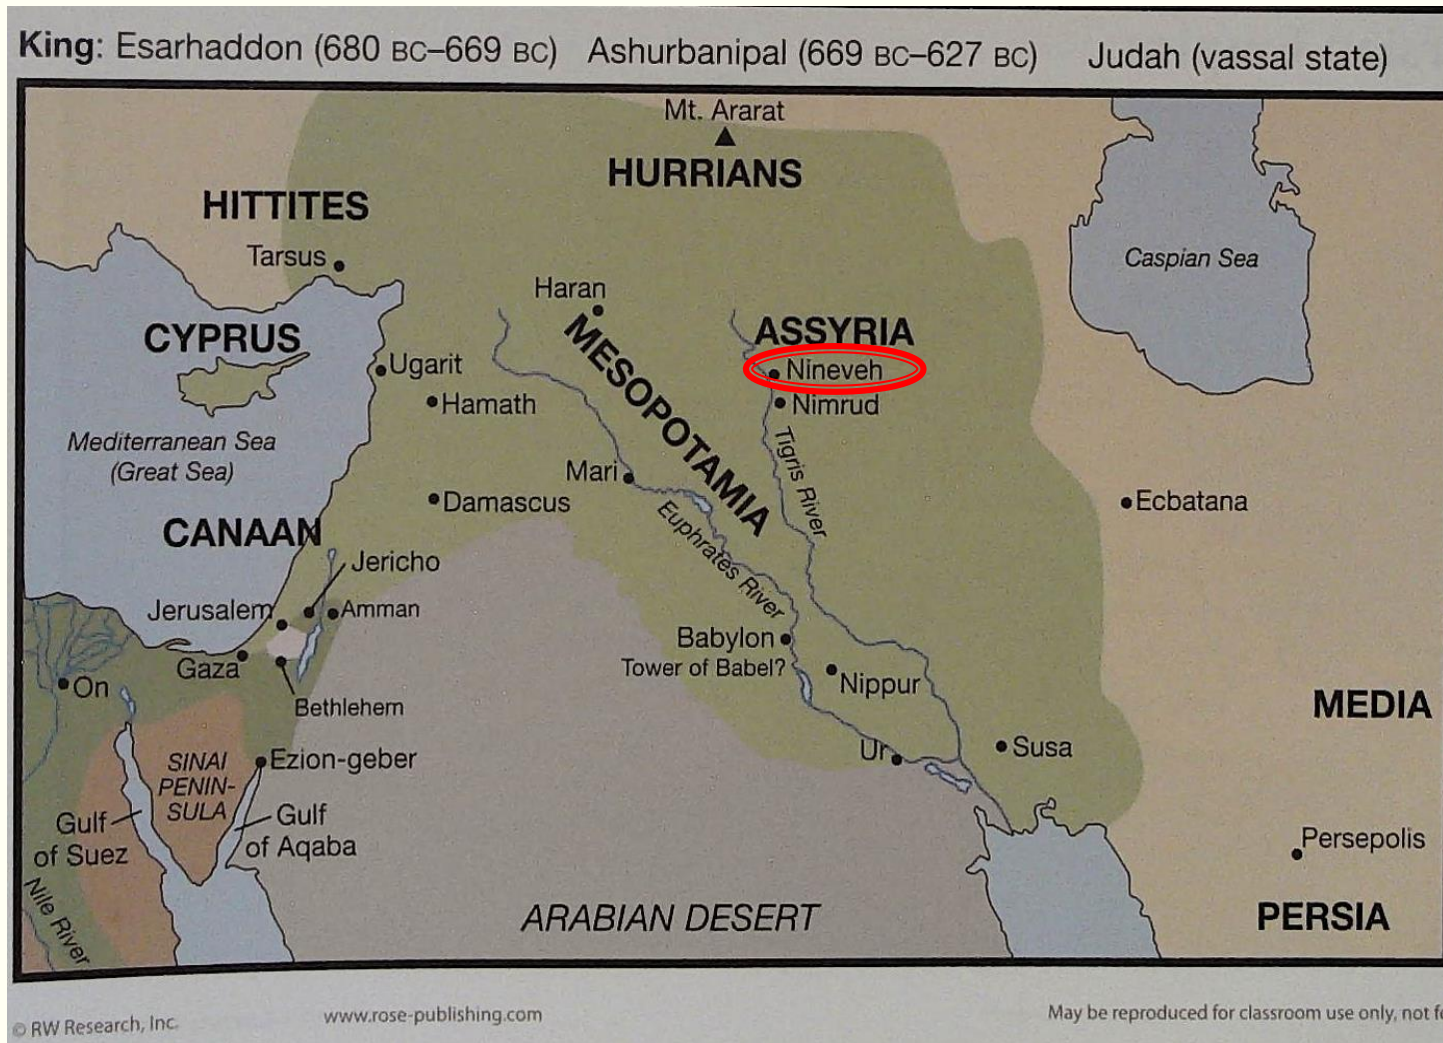 King: Esarhaddon (680 BC–669 BC) Ashurbanipal (669 BC–627 BC) Judah (vassal state)
Mt. Ararat
HURRIANS
HITTITES
Tarsus
Caspian Sea
Haran
CYPRUS
MESOPOTAMIA
ASSYRIA
Nineveh
Ugarit
Hamath
Nimrud
Mediterranean Sea
(Great Sea)
Tigris River
Mari
Damascus
Ecbatana
CANAAN
Euphrates River
Jericho
Jerusalem
Amman
Babylon
Tower of Babel?
Gaza
On
Nippur
Bethlehem
MEDIA
Ur
Susa
SINAI
PENIN-
SULA
Ezion-geber
Gulf
of Suez
Gulf
of Aqaba
Persepolis
Nile River
ARABIAN DESERT
PERSIA
© RW Research, Inc.
www.rose-publishing.com
May be reproduced for classroom use only, not